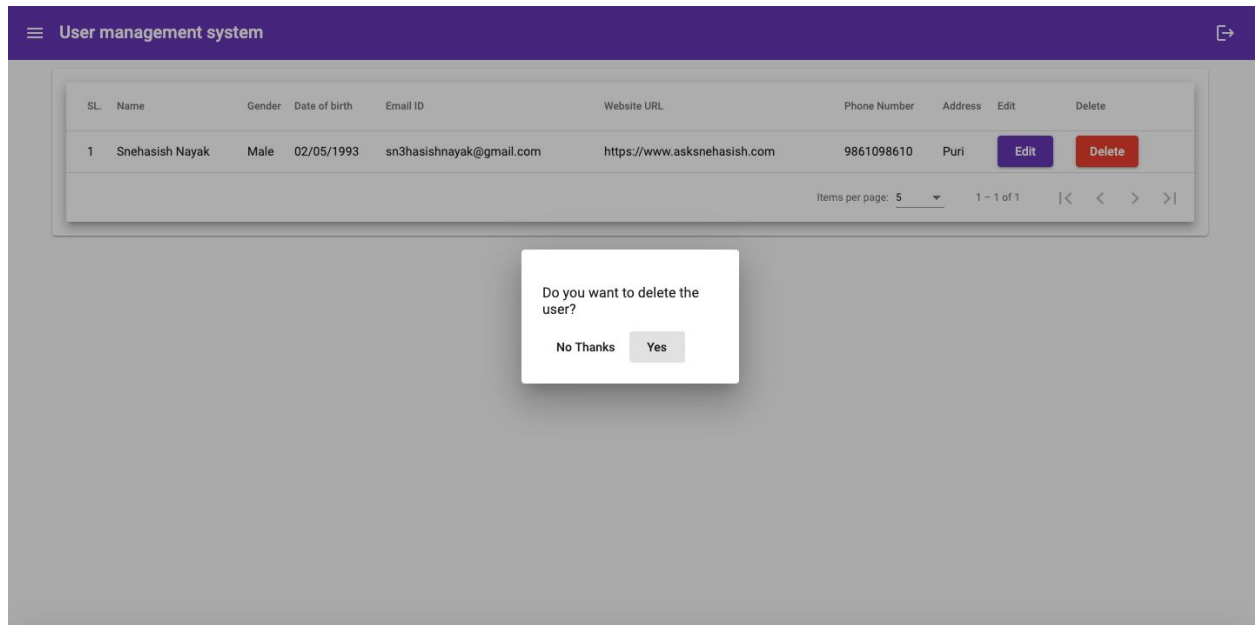 User management system
SL. Name Gender Date of birth Email ID Website URL Phone Number Address Edit Delete
1 Snehasish Nayak Male 02/05/1993 sn3hasishnayak@gmail.com https://www.asksnehasish.com 9861098610 Puri Edit Delete
Items per page: 5 1 – 1 of 1
Do you want to delete the
user?
No Thanks Yes